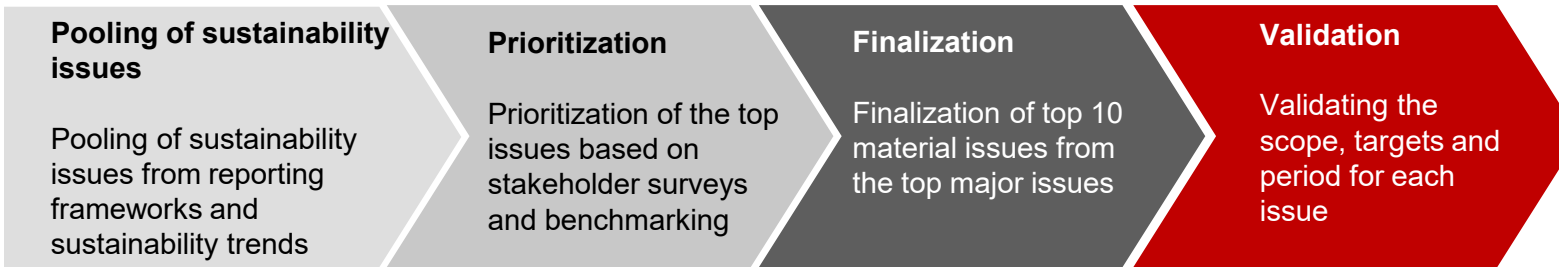 Pooling of sustainability
issues
Pooling of sustainability
issues from reporting
frameworks and
sustainability trends
Prioritization
Prioritization of the top
issues based on
stakeholder surveys
and benchmarking
Finalization
Finalization of top 10
material issues from
the top major issues
Validation
Validating the
scope, targets and
period for each
issue